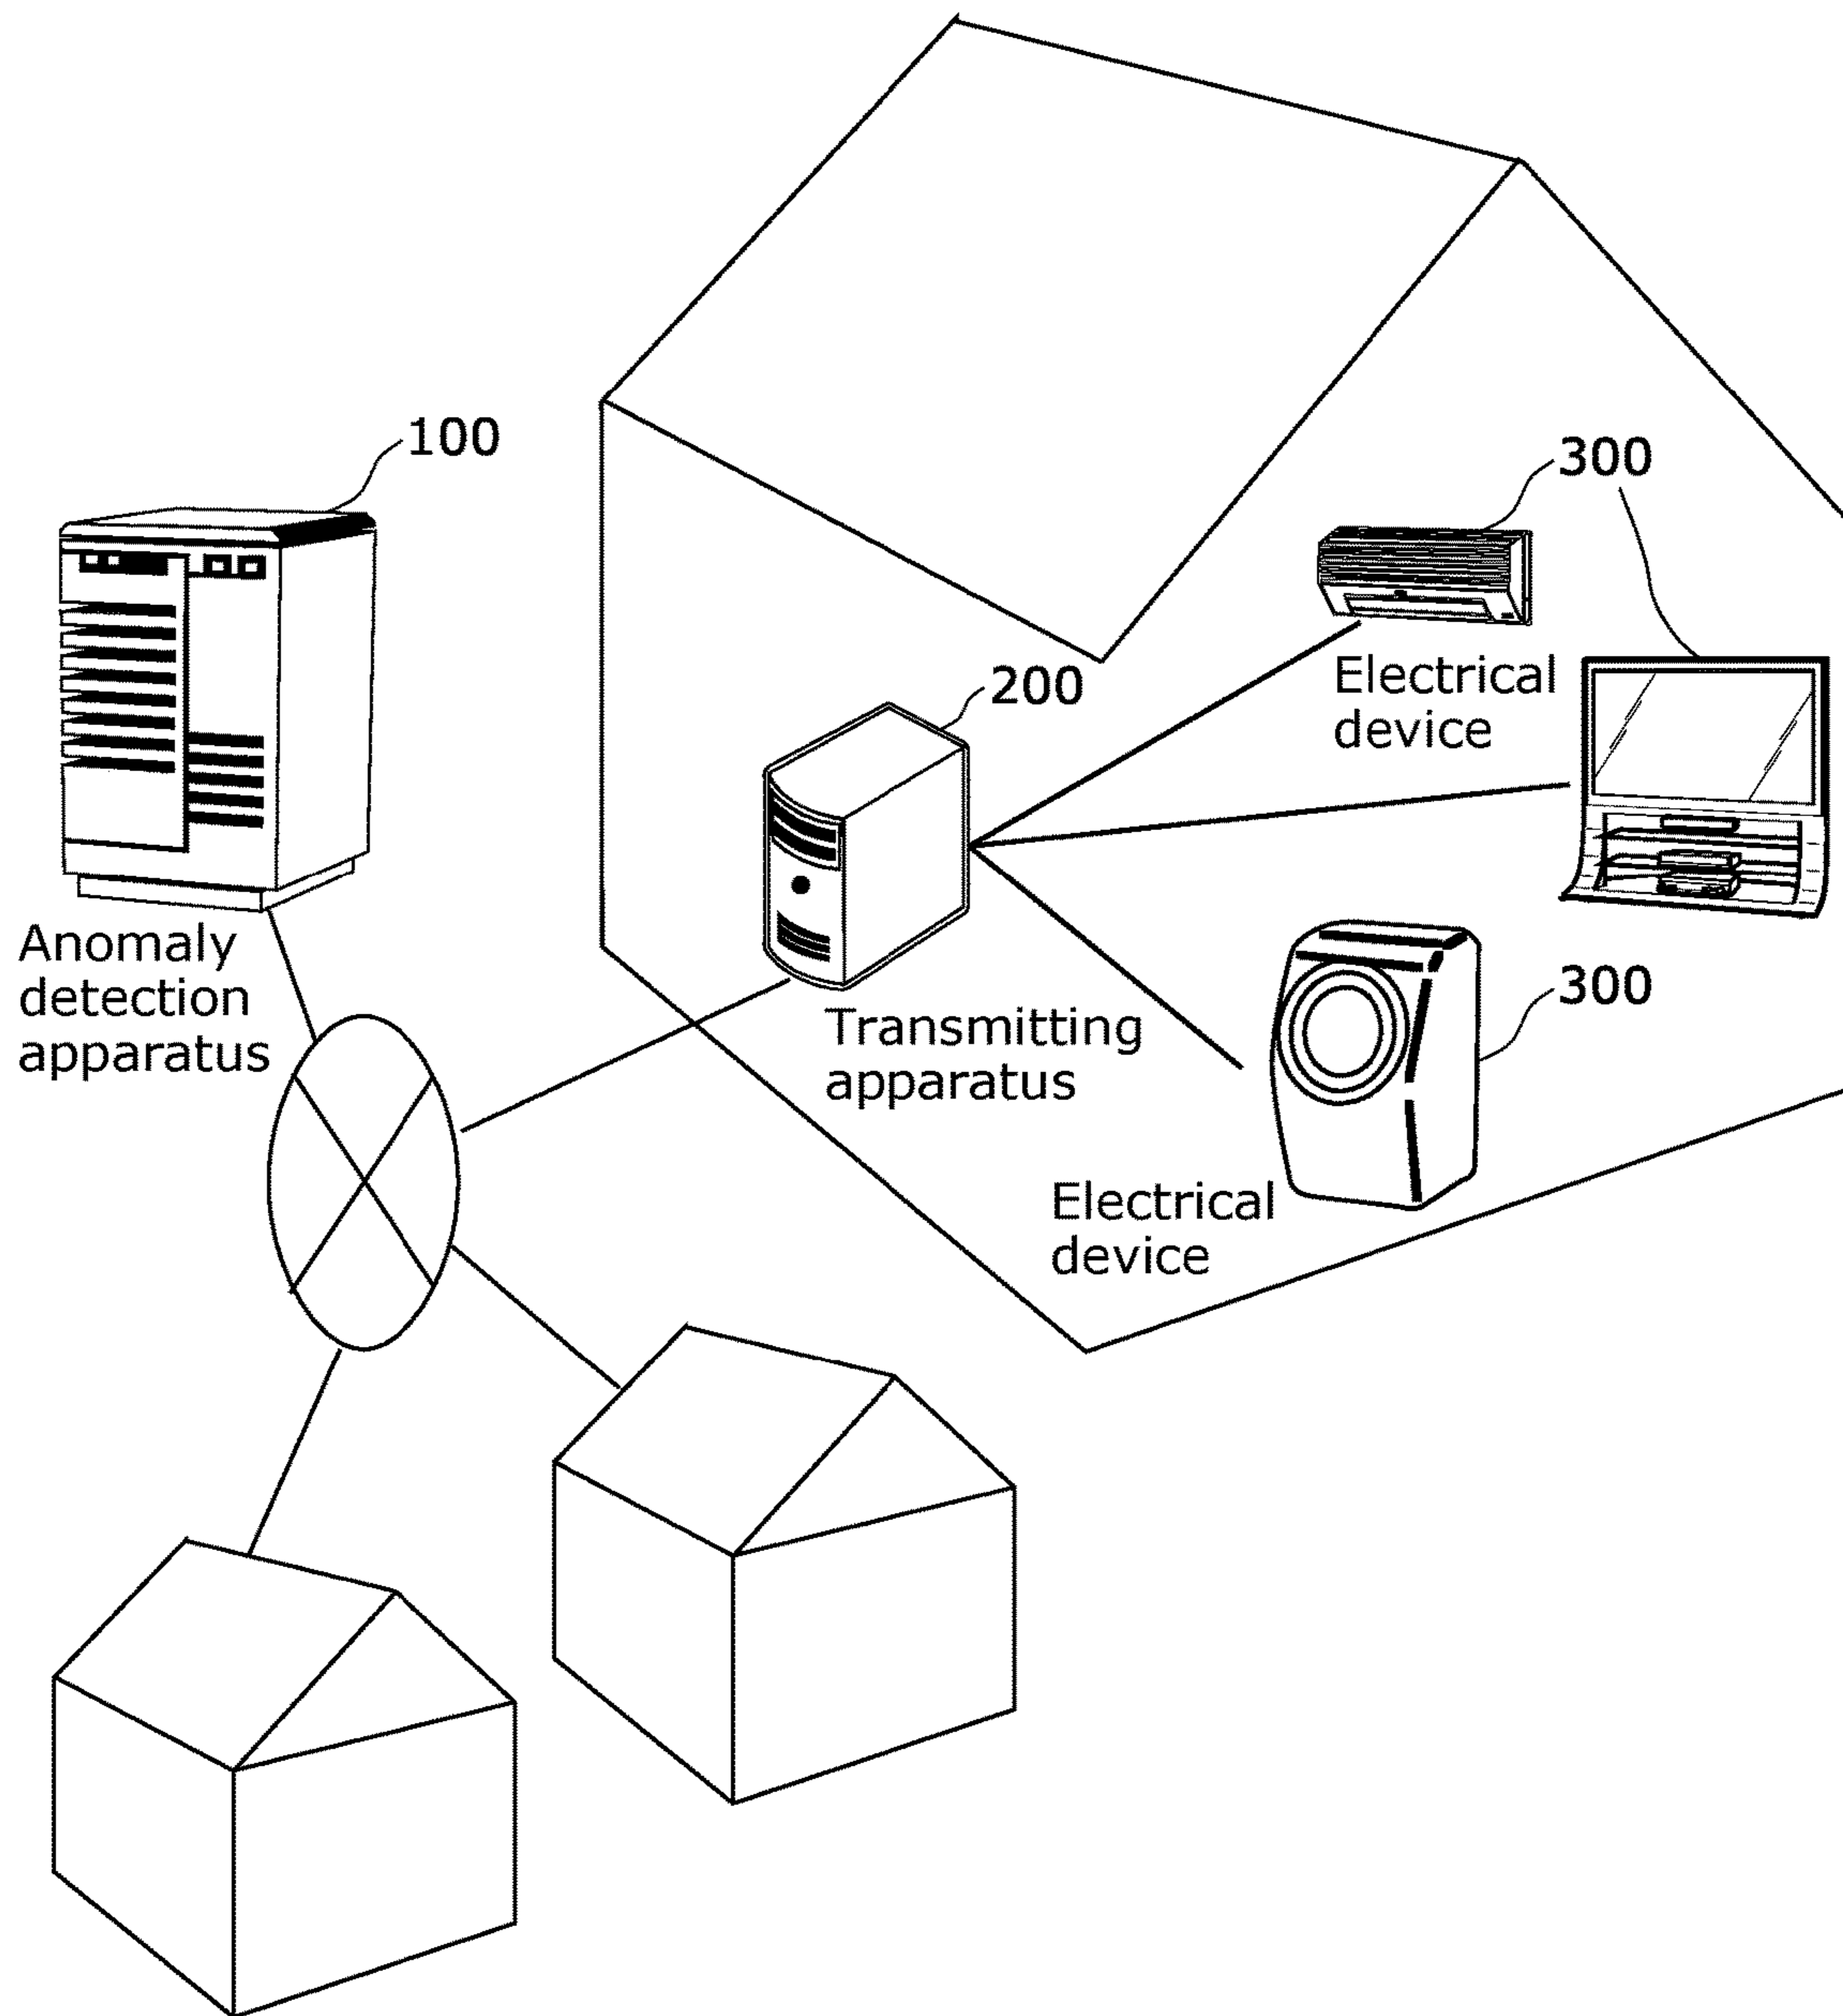 100
300
Electrical
device
200
Anomaly
detection
apparatus
Transmitting
apparatus
300
Electrical
device